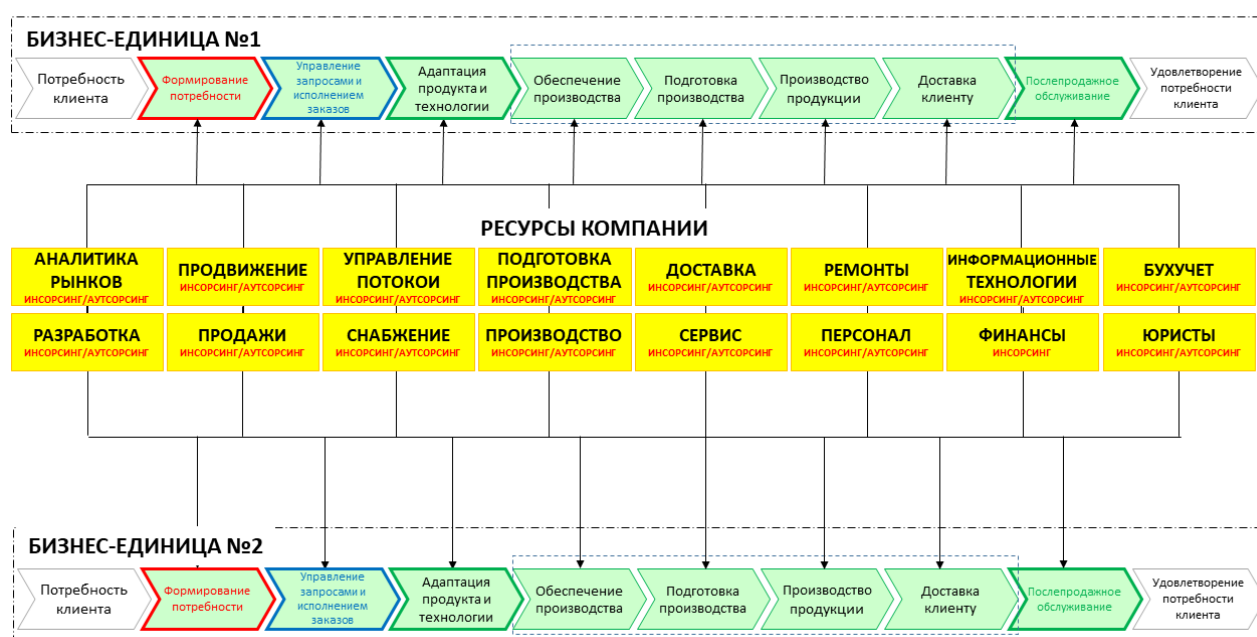 БИЗНЕС-ЕДИНИЦА №1
Потребность
клиента
Формирование
потребности
Управление
запросами и
исполнением
заказов
Адаптация
продукта и
технологии
Обеспечение
производства
Подготовка
производства
Производство
продукции
Доставка
клиенту
Послепродажное
обслуживание
Удовлетворение
потребности
клиента
РЕСУРСЫ КОМПАНИИ
АНАЛИТИКА
РЫНКОВ
ИНСОРСИНГ/АУТСОРСИНГ
ПРОДВИЖЕНИЕ
ИНСОРСИНГ/АУТСОРСИНГ
УПРАВЛЕНИЕ
ПОТОКОИ
ИНСОРСИНГ/АУТСОРСИНГ
ПОДГОТОВКА
ПРОИЗВОДСТВА
ИНСОРСИНГ/АУТСОРСИНГ
ДОСТАВКА
ИНСОРСИНГ/АУТСОРСИНГ
РЕМОНТЫ
ИНСОРСИНГ/АУТСОРСИНГ
ИНФОРМАЦИОННЫЕ
ТЕХНОЛОГИИ
ИНСОРСИНГ/АУТСОРСИНГ
БУХУЧЕТ
ИНСОРСИНГ/АУТСОРСИНГ
РАЗРАБОТКА
ИНСОРСИНГ/АУТСОРСИНГ
ПРОДАЖИ
ИНСОРСИНГ/АУТСОРСИНГ
СНАБЖЕНИЕ
ИНСОРСИНГ/АУТСОРСИНГ
ПРОИЗВОДСТВО
ИНСОРСИНГ/АУТСОРСИНГ
СЕРВИС
ИНСОРСИНГ/АУТСОРСИНГ
ПЕРСОНАЛ
ИНСОРСИНГ/АУТСОРСИНГ
ФИНАНСЫ
ИНСОРСИНГ
ЮРИСТЫ
ИНСОРСИНГ/АУТСОРСИНГ
БИЗНЕС-ЕДИНИЦА №2
Потребность
клиента
Формирование
потребности
Управление
запросами и
исполнением
заказов
Адаптация
продукта и
технологии
Обеспечение
производства
Подготовка
производства
Производство
продукции
Доставка
клиенту
Послепродажное
обслуживание
Удовлетворение
потребности
клиента